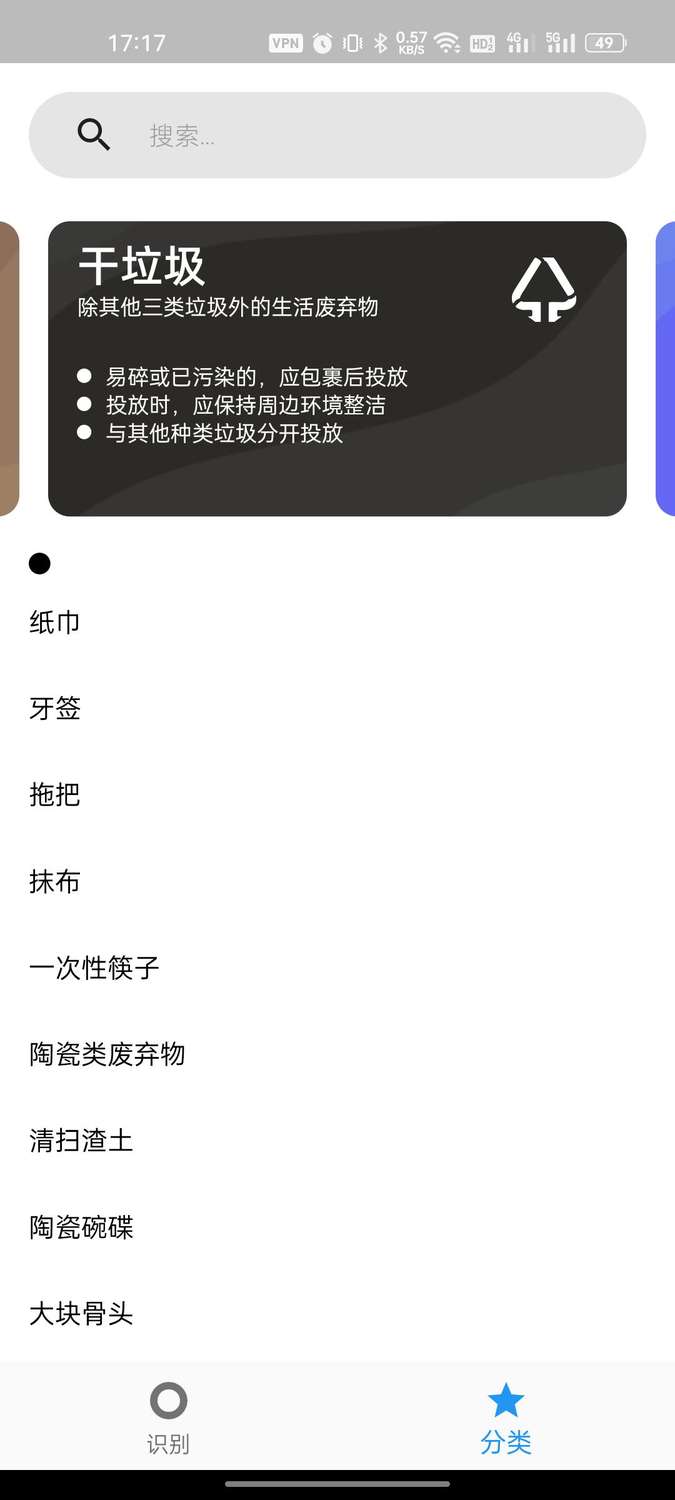 17:17 VPN 0.57 KB/S HD 1 2 4G 5G 49
搜索...
干垃圾
除其他三类垃圾外的生活废弃物
易碎或已污染的，应包裹后投放
投放时，应保持周边环境整洁
与其他种类垃圾分开投放
纸巾
牙签
拖把
抹布
一次性筷子
陶瓷类废弃物
清扫渣土
陶瓷碗碟
大块骨头
识别 分类